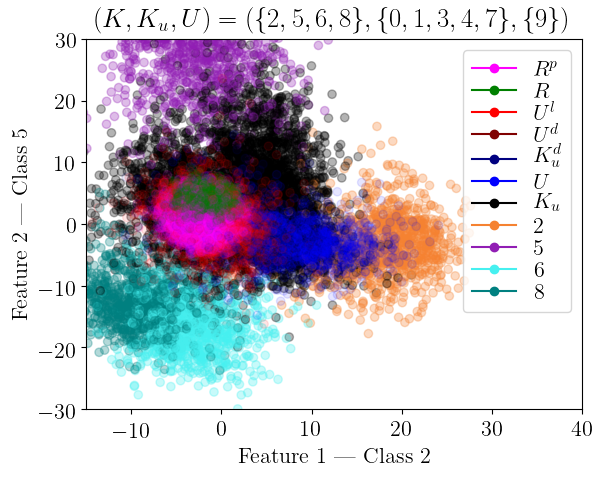 (K, K_u, U) = ({2, 5, 6, 8}, {0, 1, 3, 4, 7}, {9})
30
20
10
0
−10
−20
−30
Feature 2 — Class 5
−10
0
10
20
30
40
Feature 1 — Class 2
R^p
R
U^l
U^d
K_u^d
U
K_u
2
5
6
8